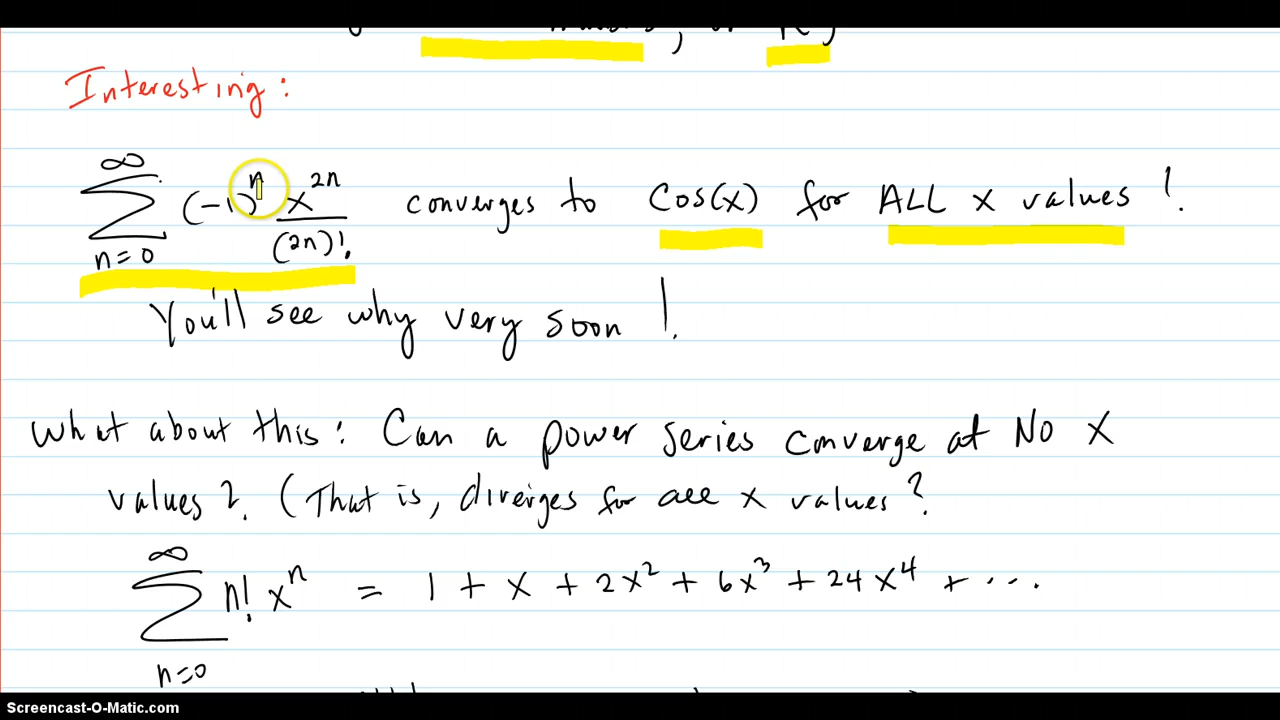 Interesting:
∞
∑ (-1)^n x^{2n}/(2n)! converges to Cos(x) for ALL x values!
n=0
You'll see why very soon!
What about this: Can a power series converge at No X
values? (That is, diverges for all x values?
∞
∑ n! x^n = 1 + x + 2x^2 + 6x^3 + 24x^4 + ...
n=0
Screencast-O-Matic.com